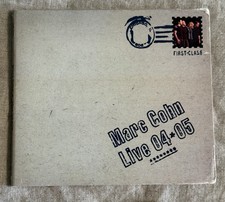 FIRST-CLASS
Marc Cohn
Live 04*05